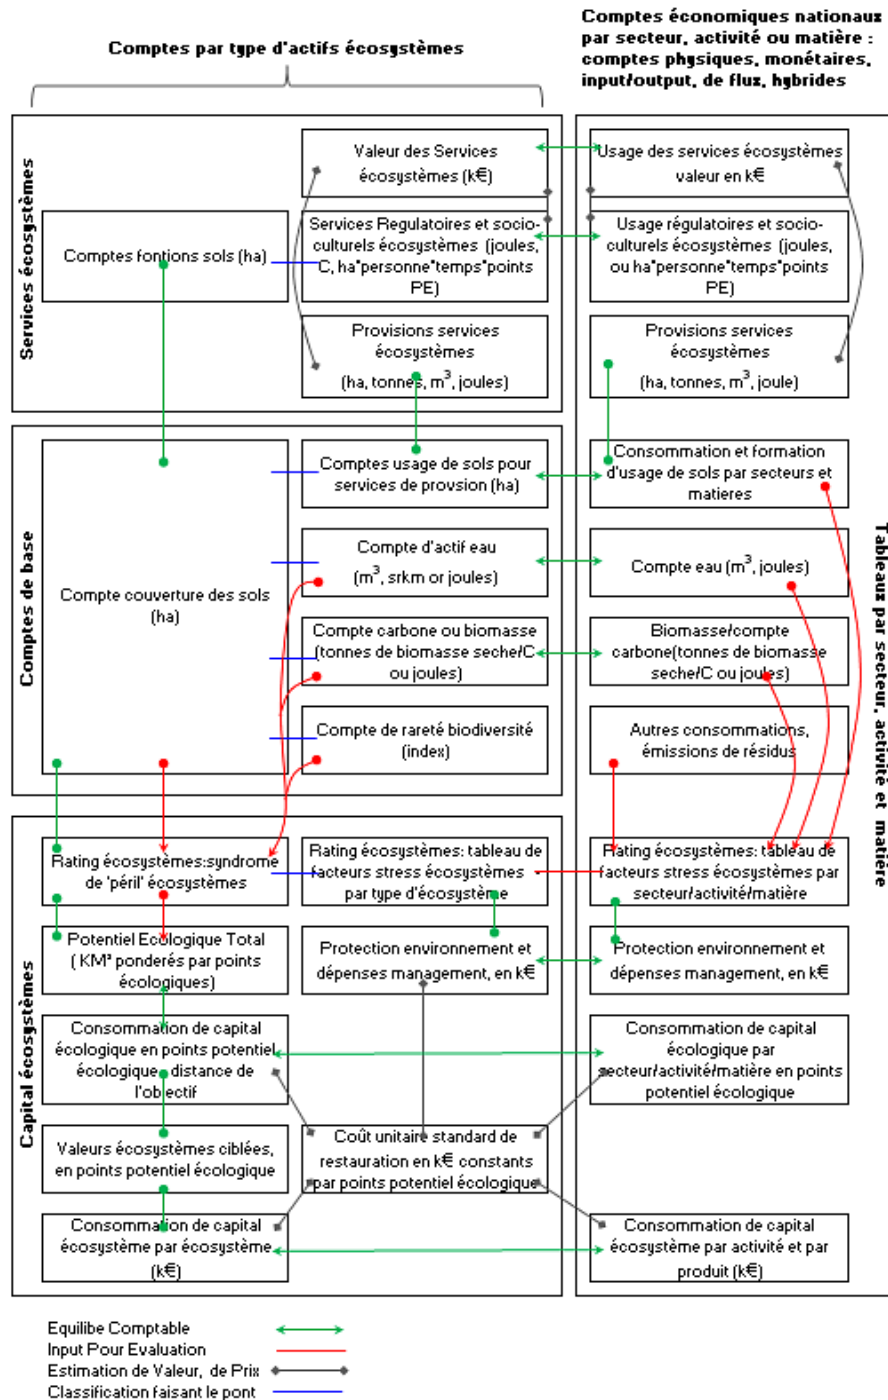 Comptes économiques nationaux
par secteur, activité ou matière :
comptes physiques, monétaires,
input/output, de flux, hybrides
Comptes par type d'actifs écosystèmes
Services écosystèmes
Valeur des Services
écosystèmes (k€)
Usage des services écosystèmes
valeur en k€
Comptes fontions sols (ha)
Services Regulatoires et socio-
culturels écosystèmes (joules,
C, ha*personne*temps*points
PE)
Usage régulatoires et socio-
culturels écosystèmes (joules,
ou ha*personne*temps*points
PE)
Provisions services
écosystèmes
(ha, tonnes, m³, joules)
Provisions services
écosystèmes
(ha, tonnes, m³, joule)
Comptes de base
Compte couverture des sols
(ha)
Comptes usage de sols pour
services de provsion (ha)
Consommation et formation
d'usage de sols par secteurs et
matieres
Compte d'actif eau
(m³, srkm or joules)
Compte eau (m³, joules)
Compte carbone ou biomasse
(tonnes de biomasse seche/C
ou joules)
Biomasse/compte
carbone(tonnes de biomasse
seche/C ou joules)
Compte de rareté biodiversité
(index)
Autres consommations,
émissions de résidus
Tableaux par secteur, activité et matière
Capital écosystèmes
Rating écosystèmes:syndrome
de 'péril' écosystèmes
Rating écosystèmes: tableau de
facteurs stress écosystèmes
par type d'écosystème
Rating écosystèmes: tableau de
facteurs stress écosystèmes par
secteur/activité/matière
Potentiel Ecologique Total
( KM² ponderés par points
écologiques)
Protection environnement et
dépenses management, en k€
Protection environnement et
dépenses management, en k€
Consommation de capital
écologique en points potentiel
écologique distance de
l'objectif
Consommation de capital
écologique par
secteur/activité/matière en points
potentiel écologique
Valeurs écosystèmes ciblées,
en points potentiel écologique
Coût unitaire standard de
restauration en k€ constants
par points potentiel écologique
Consommation de capital
écosystème par écosystème
(k€)
Consommation de capital
écosystème par activité et par
produit (k€)
Equilibe Comptable
Input Pour Evaluation
Estimation de Valeur, de Prix
Classification faisant le pont